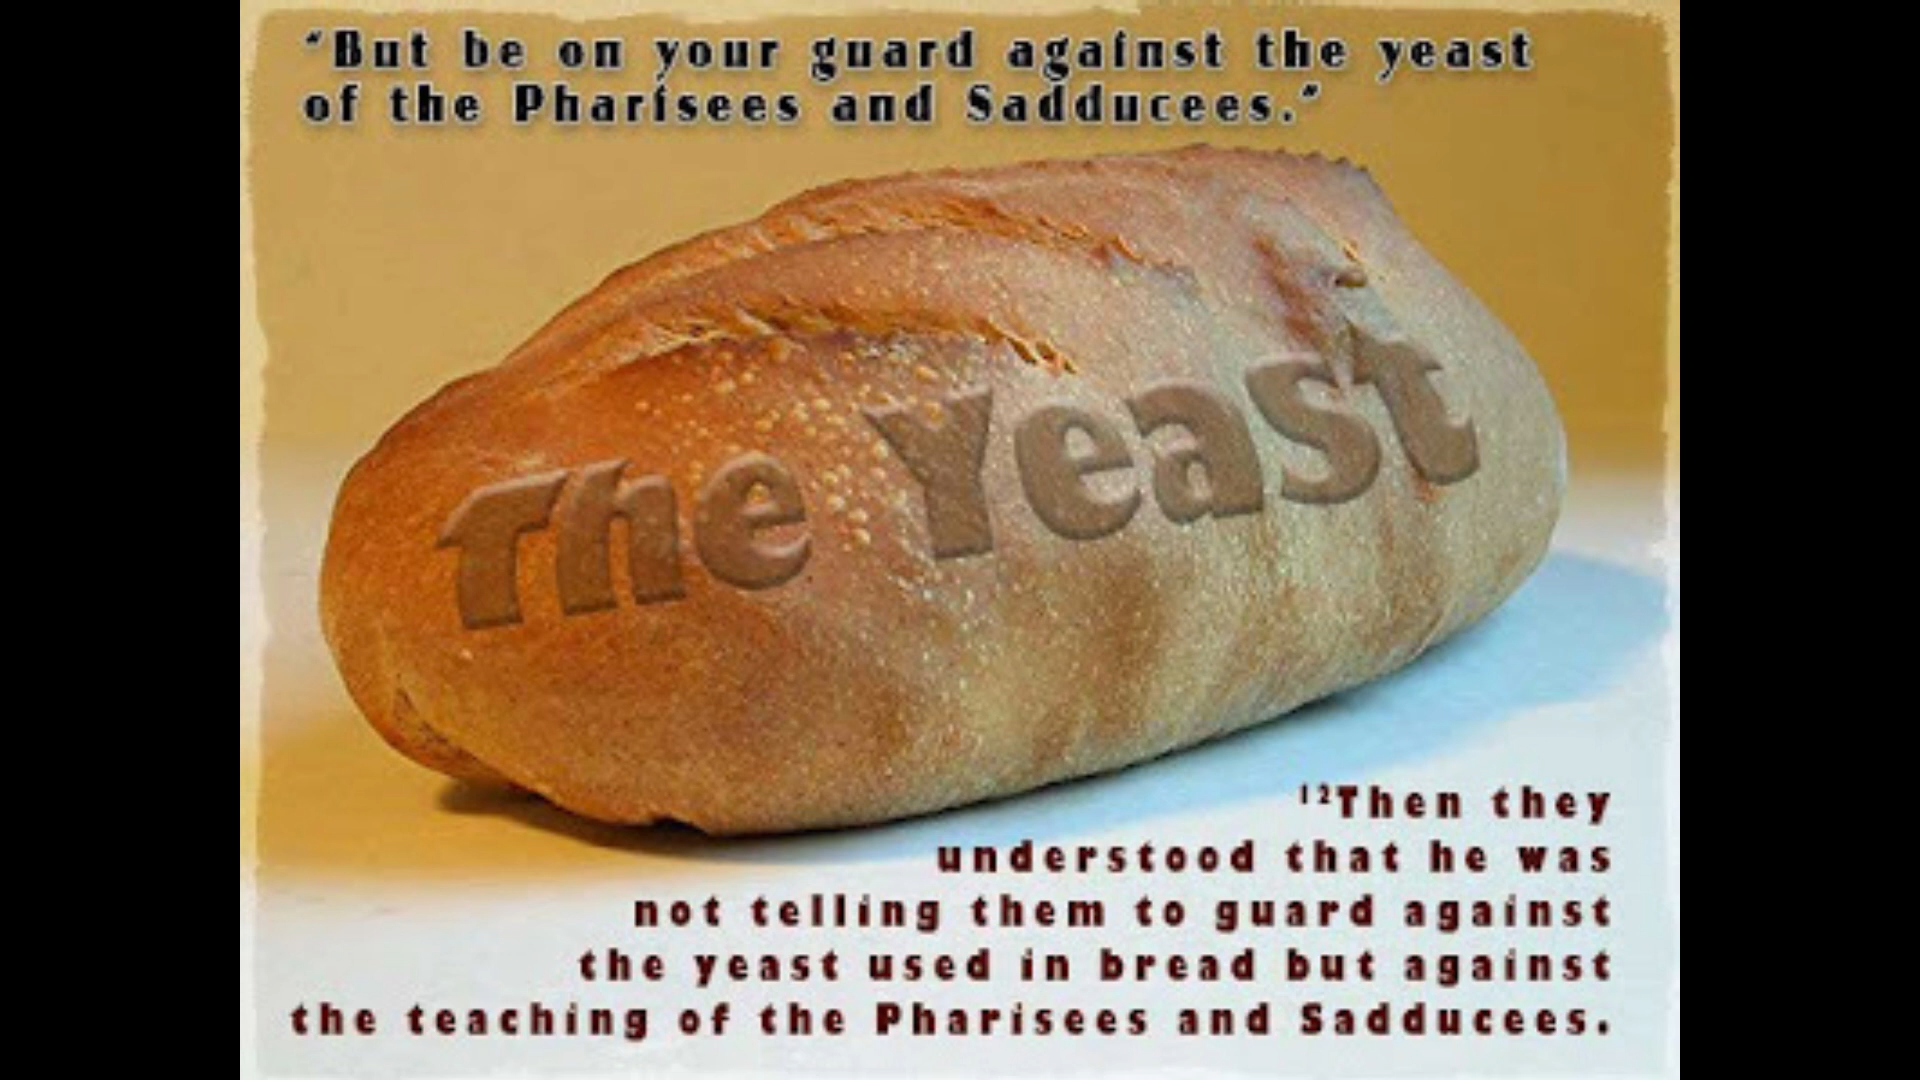 "But be on your guard against the yeast
of the Pharisees and Sadducees."
The Yeast
¹²Then they
understood that he was
not telling them to guard against
the yeast used in bread but against
the teaching of the Pharisees and Sadducees.